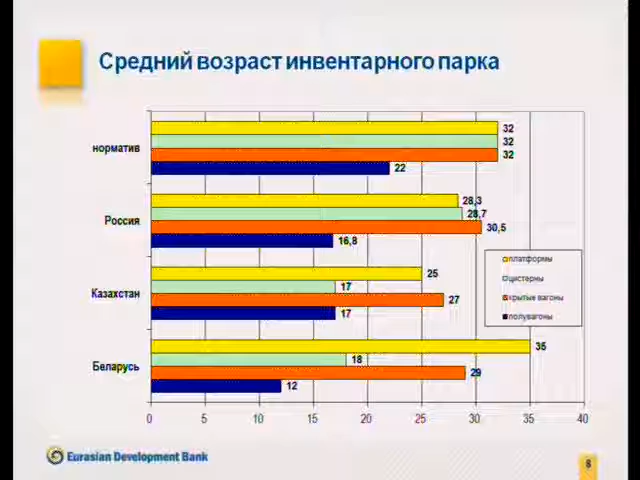 Средний возраст инвентарного парка
норматив
32
32
32
22
Россия
28,3
28,7
30,5
16,8
Казахстан
25
17
27
17
Беларусь
35
18
29
12
платформы
цистерны
крытые вагоны
полувагоны
0 5 10 15 20 25 30 35 40
Eurasian Development Bank
8